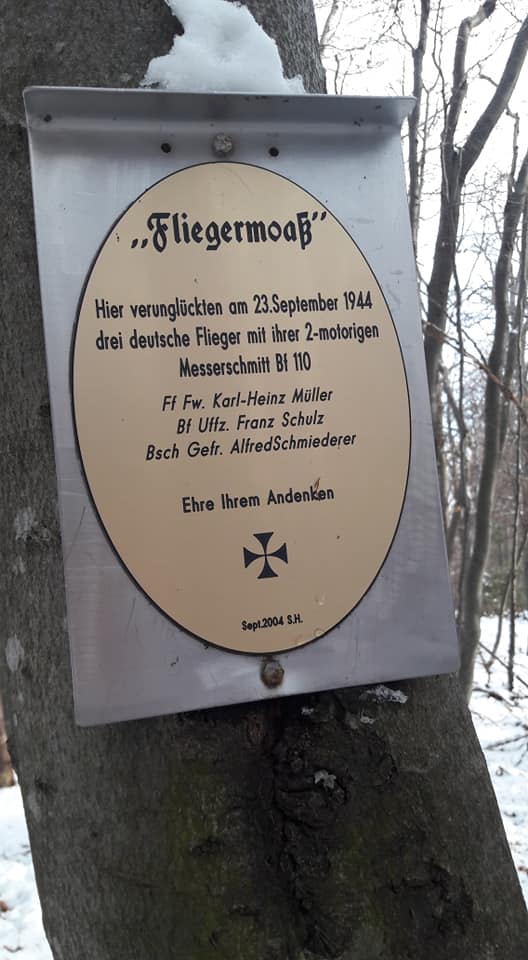 „Fliegermoaß”
Hier verunglückten am 23.September 1944
drei deutsche Flieger mit ihrer 2-motorigen
Messerschmitt Bf 110
Ff Fw. Karl-Heinz Müller
Bf Uffz. Franz Schulz
Bsch Gefr. AlfredSchmiederer
Ehre Ihrem Andenken
Sept.2004 S.H.